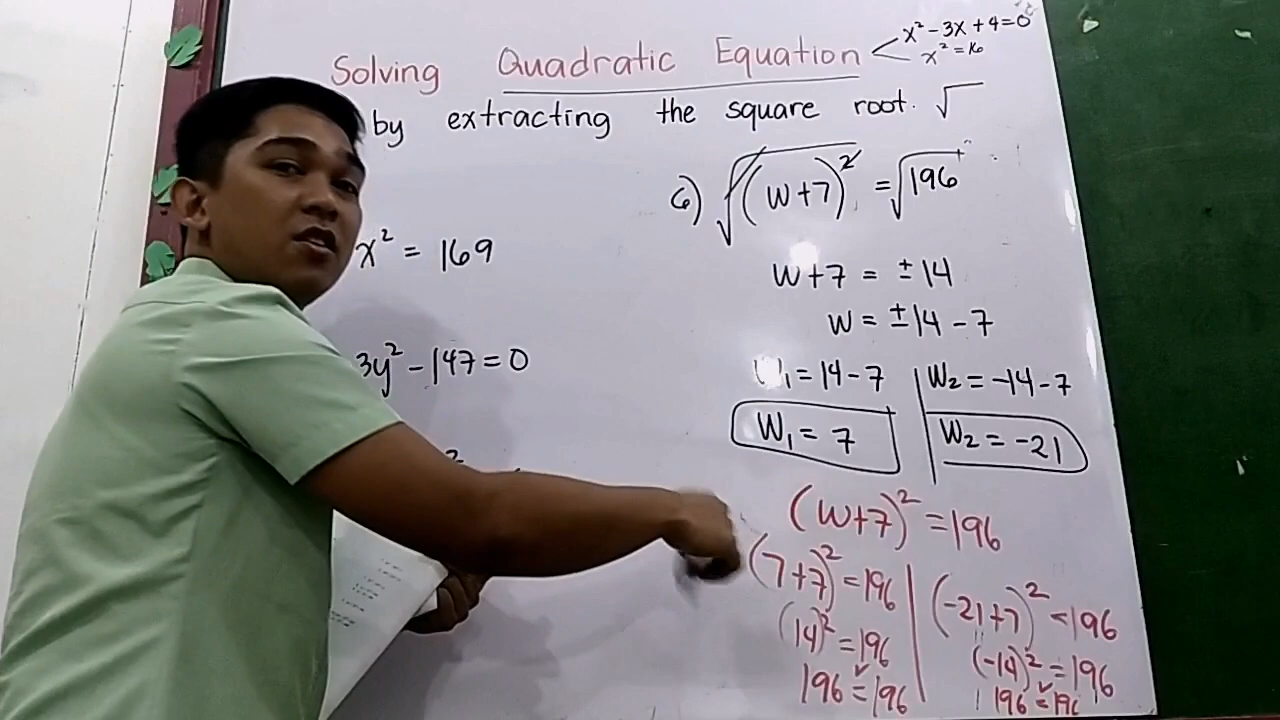 Solving Quadratic Equation < x² - 3x + 4 = 0
x² = 16
by extracting the square root. √
x² = 169
3y² - 147 = 0
2
6) √(w+7)² = √196
w+7 = ±14
w = ±14 - 7
W₁ = 14 - 7 | W₂ = -14 - 7
W₁ = 7 | W₂ = -21
(w+7)² = 196
(7+7)² = 196 | (-21+7)² = 196
(14)² = 196 | (-14)² = 196
196 = 196 ✓ | 196 = 196 ✓